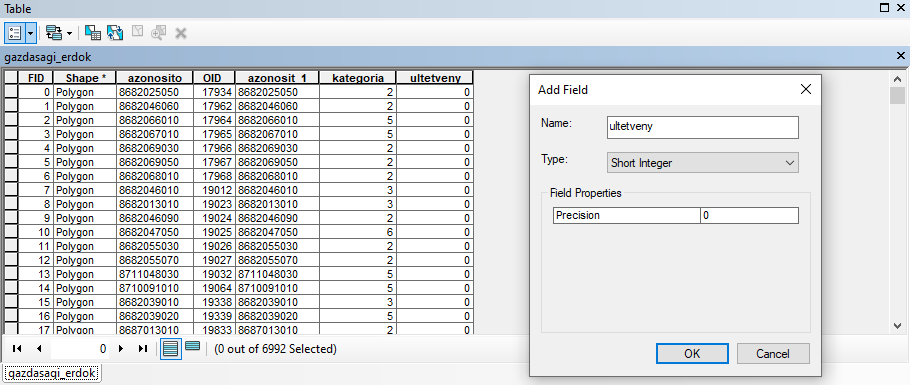 Table
gazdasagi_erdok
FID Shape * azonosito OID azonosit_1 kategoria ultetveny
0 Polygon 8682025050 17934 8682025050 2 0
1 Polygon 8682046060 17962 8682046060 2 0
2 Polygon 8682066010 17964 8682066010 5 0
3 Polygon 8682067010 17965 8682067010 5 0
4 Polygon 8682069030 17966 8682069030 2 0
5 Polygon 8682069050 17967 8682069050 2 0
6 Polygon 8682068010 17968 8682068010 2 0
7 Polygon 8682046010 19012 8682046010 3 0
8 Polygon 8682013010 19023 8682013010 3 0
9 Polygon 8682046090 19024 8682046090 2 0
10 Polygon 8682047050 19025 8682047050 6 0
11 Polygon 8682055030 19026 8682055030 2 0
12 Polygon 8682055070 19027 8682055070 2 0
13 Polygon 8711048030 19032 8711048030 5 0
14 Polygon 8710091010 19064 8710091010 5 0
15 Polygon 8682039010 19338 8682039010 3 0
16 Polygon 8682039020 19339 8682039020 5 0
17 Polygon 8687013010 19833 8687013010 2 0
0 (0 out of 6992 Selected)
gazdasagi_erdok
Add Field
Name: ultetveny
Type: Short Integer
Field Properties
Precision 0
OK Cancel